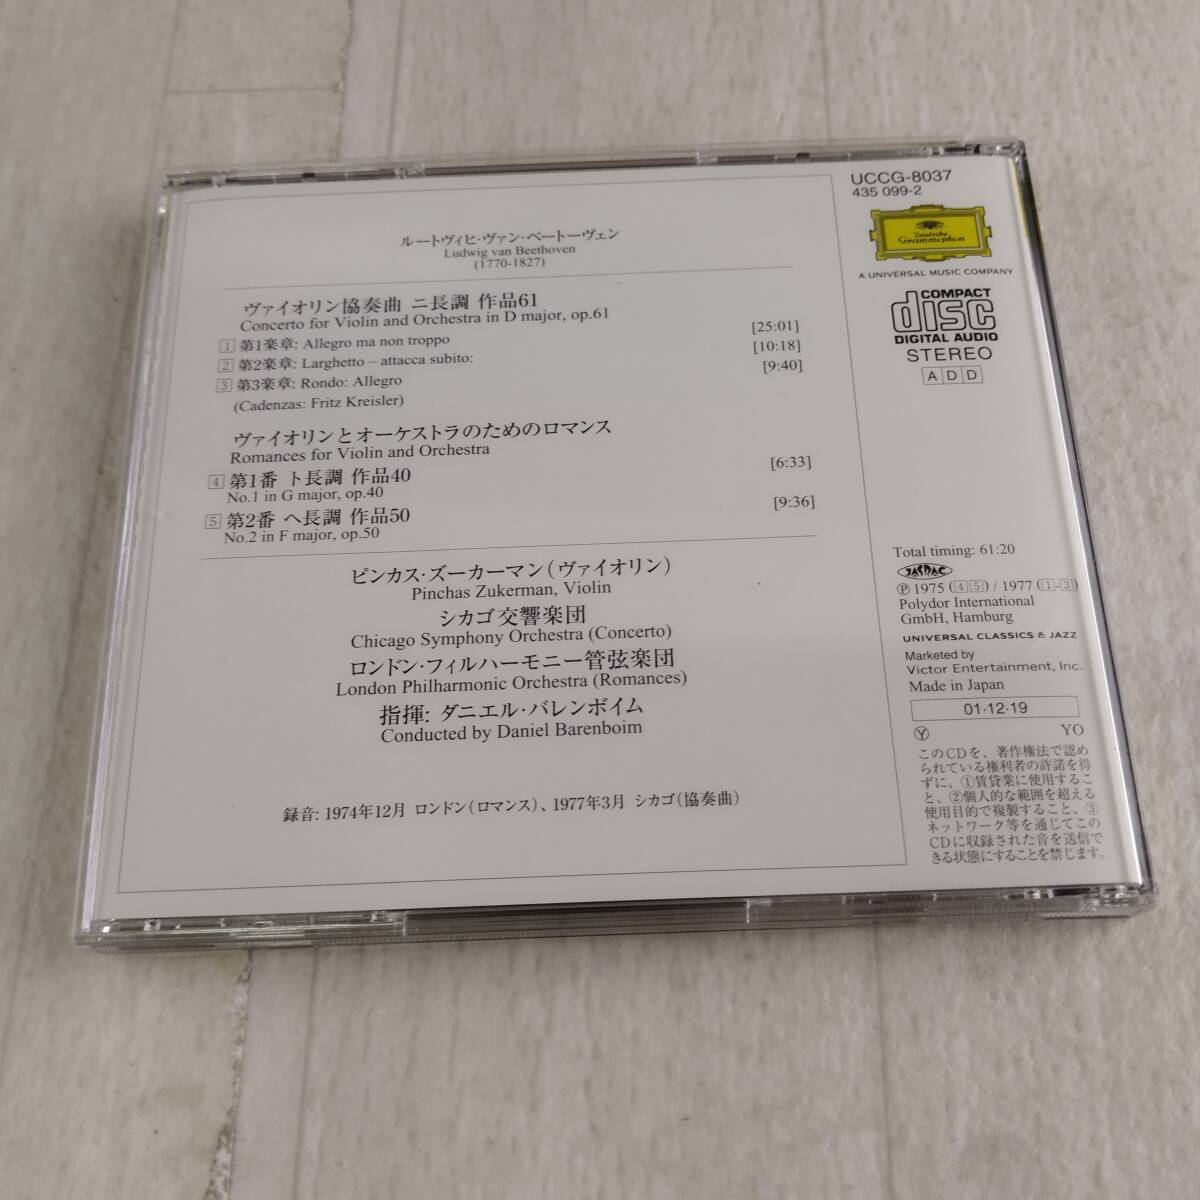 ルートヴィヒ・ヴァン・ベートーヴェン
Ludwig van Beethoven
(1770-1827)
ヴァイオリン協奏曲 ニ長調 作品61
Concerto for Violin and Orchestra in D major, op.61
1 第1楽章: Allegro ma non troppo [25:01]
2 第2楽章: Larghetto – attacca subito: [10:18]
3 第3楽章: Rondo: Allegro [9:40]
(Cadenzas: Fritz Kreisler)
ヴァイオリンとオーケストラのためのロマンス
Romances for Violin and Orchestra
4 第1番 ト長調 作品40 [6:33]
No.1 in G major, op.40
5 第2番 ヘ長調 作品50 [9:36]
No.2 in F major, op.50
ピンカス・ズーカーマン(ヴァイオリン)
Pinchas Zukerman, Violin
シカゴ交響楽団
Chicago Symphony Orchestra (Concerto)
ロンドン・フィルハーモニー管弦楽団
London Philharmonic Orchestra (Romances)
指揮: ダニエル・バレンボイム
Conducted by Daniel Barenboim
録音: 1974年12月 ロンドン(ロマンス)、1977年3月 シカゴ(協奏曲)
UCCG-8037
435 099-2
Deutsche
Grammophon
A UNIVERSAL MUSIC COMPANY
COMPACT
disc
DIGITAL AUDIO
STEREO
ADD
Total timing: 61:20
JASRAC
℗ 1975 (4 5) / 1977 (1-3)
Polydor International
GmbH, Hamburg
UNIVERSAL CLASSICS & JAZZ
Marketed by
Victor Entertainment, Inc.
Made in Japan
01・12・19
Ⓨ YO
このCDを、著作権法で認め
られている権利者の許諾を得
ずに、①賃貸業に使用するこ
と、②個人的な範囲を超える
使用目的で複製すること、③
ネットワーク等を通じてこの
CDに収録された音を送信で
きる状態にすることを禁じます。